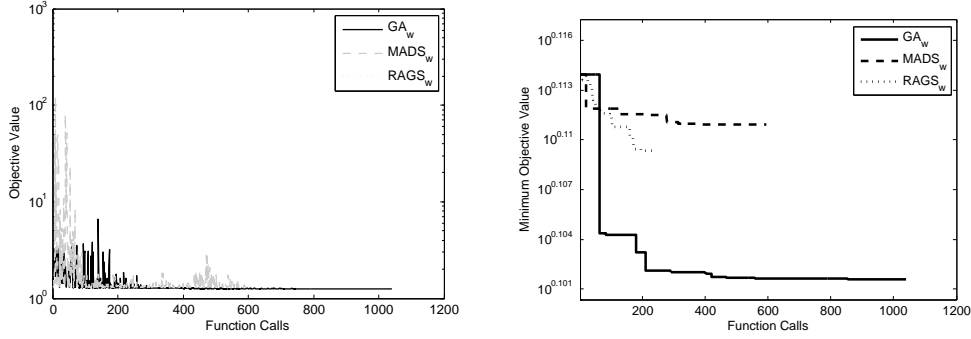 10^3
10^2
10^1
10^0
Objective Value
0 200 400 600 800 1000 1200
Function Calls
GA_w
MADS_w
RAGS_w
10^0.116
10^0.113
10^0.11
10^0.107
10^0.104
10^0.101
Minimum Objective Value
200 400 600 800 1000 1200
Function Calls
GA_w
MADS_w
RAGS_w